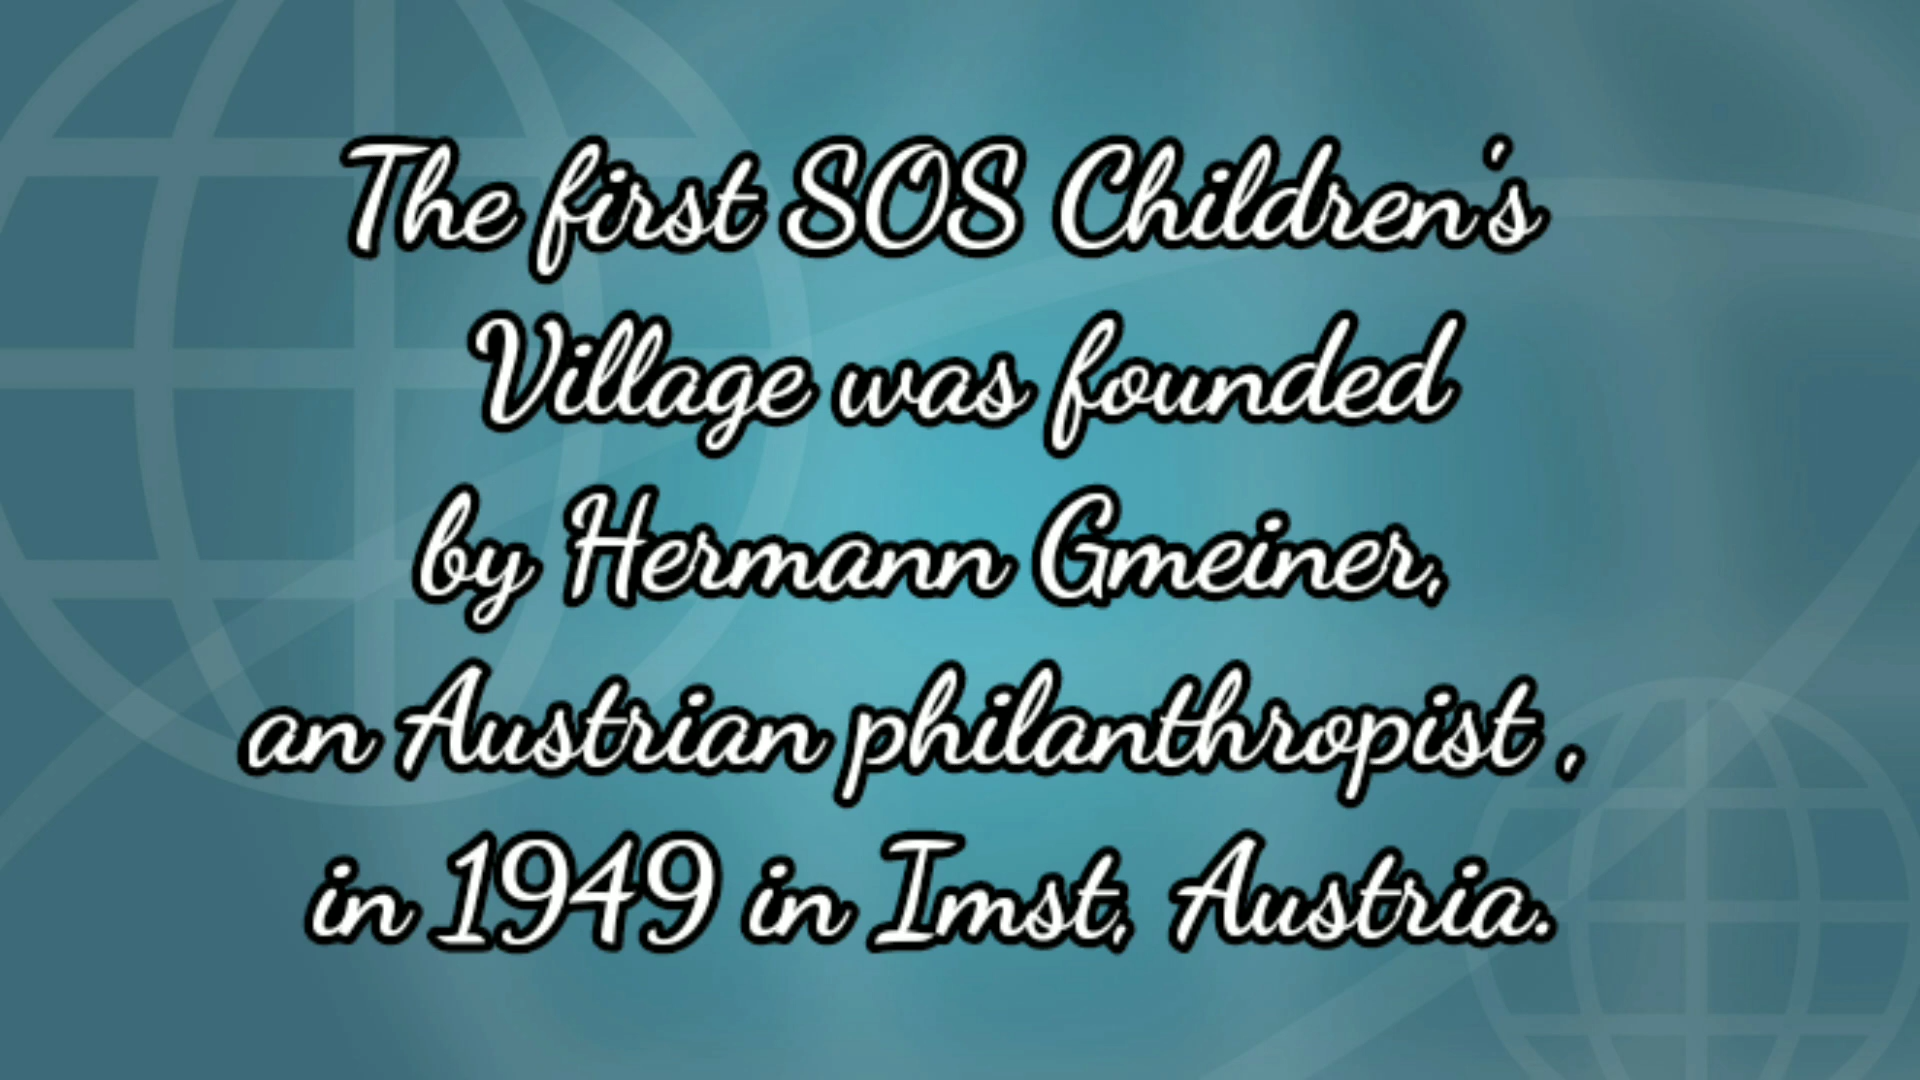 The first SOS Children's
Village was founded
by Hermann Gmeiner,
an Austrian philanthropist ,
in 1949 in Imst, Austria.